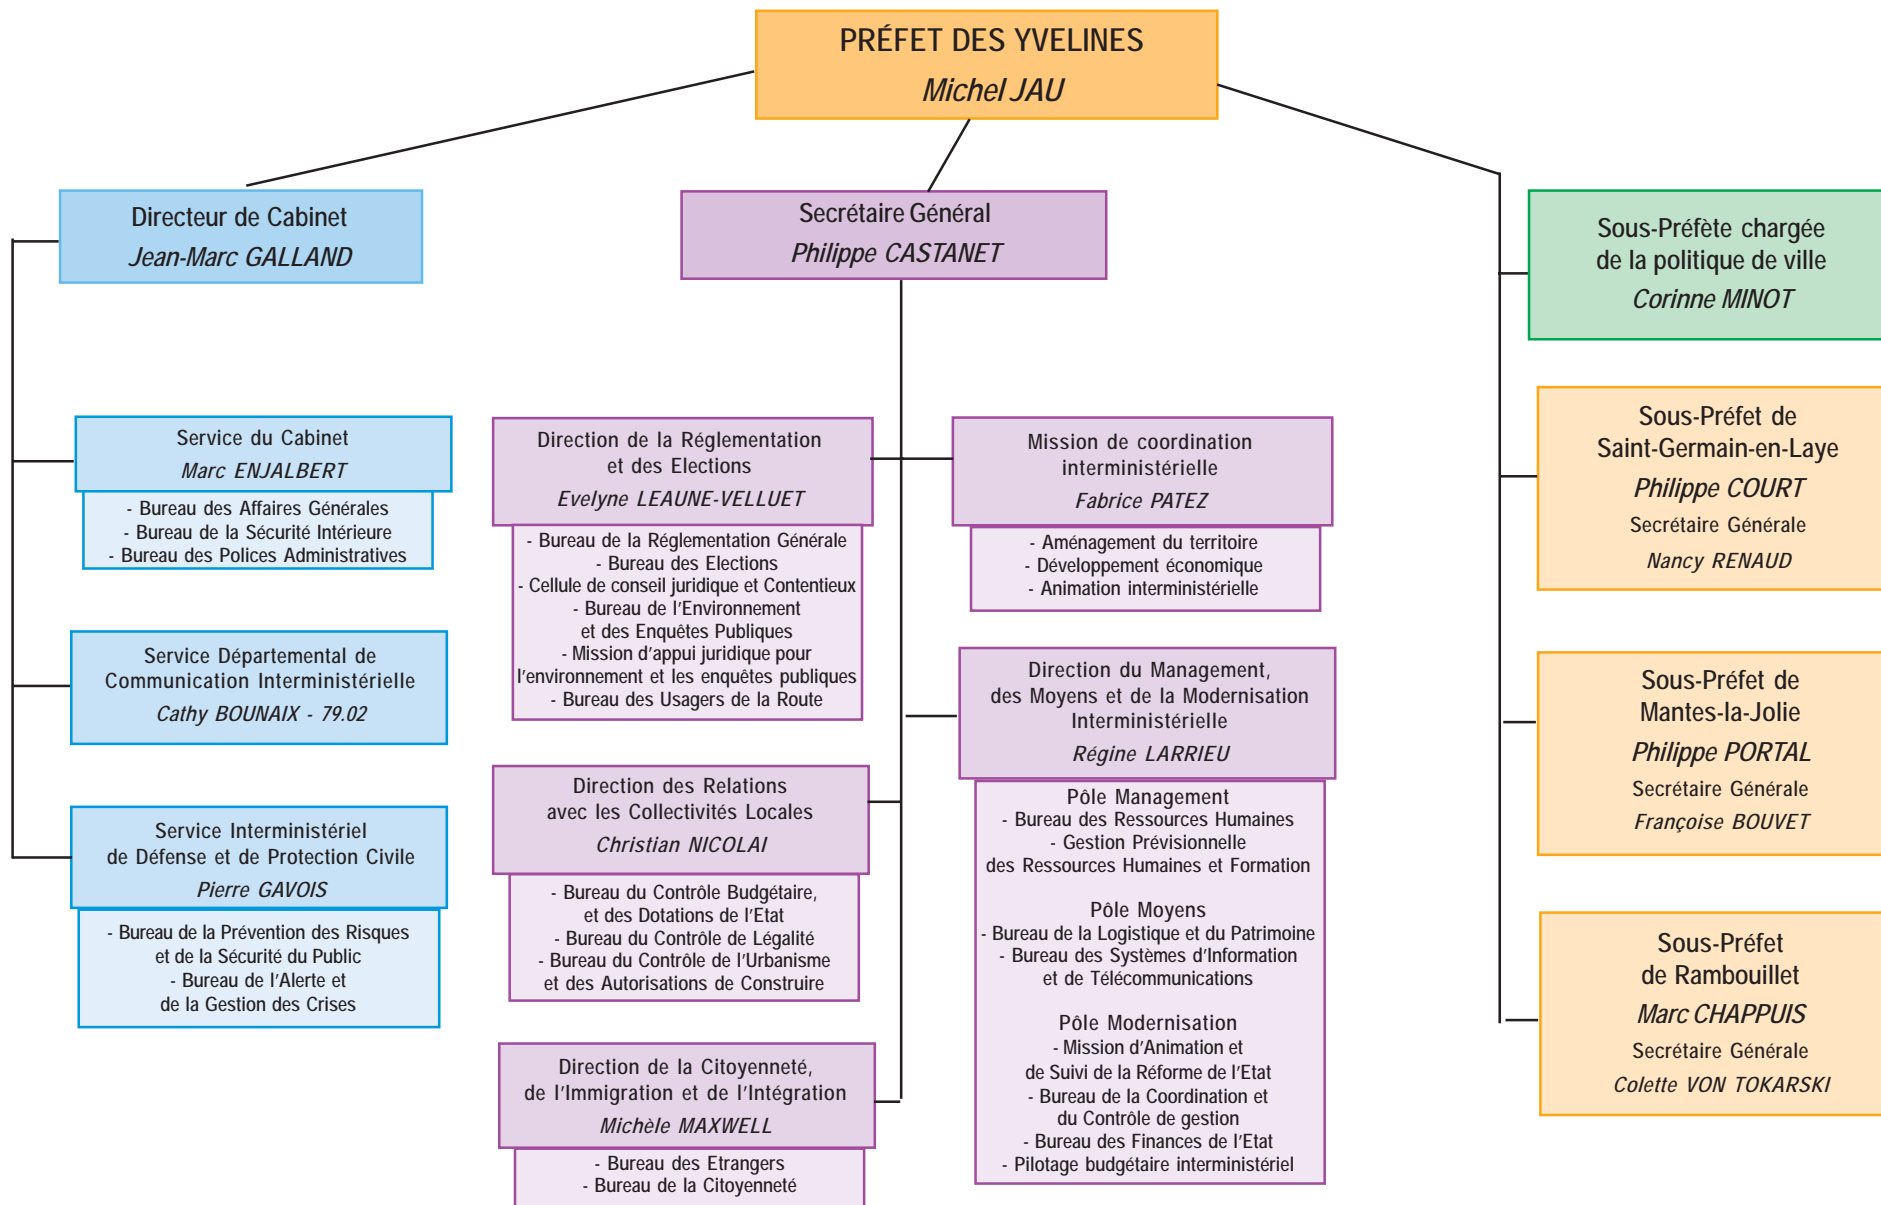 PRÉFET DES YVELINES
Michel JAU
Directeur de Cabinet
Jean-Marc GALLAND
Service du Cabinet
Marc ENJALBERT
- Bureau des Affaires Générales
- Bureau de la Sécurité Intérieure
- Bureau des Polices Administratives
Service Départemental de
Communication Interministérielle
Cathy BOUNAIX - 79.02
Service Interministériel
de Défense et de Protection Civile
Pierre GAVOIS
- Bureau de la Prévention des Risques
et de la Sécurité du Public
- Bureau de l'Alerte et
de la Gestion des Crises
Secrétaire Général
Philippe CASTANET
Direction de la Réglementation
et des Elections
Evelyne LEAUNE-VELLUET
- Bureau de la Réglementation Générale
- Bureau des Elections
- Cellule de conseil juridique et Contentieux
- Bureau de l'Environnement
et des Enquêtes Publiques
- Mission d'appui juridique pour
l'environnement et les enquêtes publiques
- Bureau des Usagers de la Route
Direction des Relations
avec les Collectivités Locales
Christian NICOLAI
- Bureau du Contrôle Budgétaire,
et des Dotations de l'Etat
- Bureau du Contrôle de Légalité
- Bureau du Contrôle de l'Urbanisme
et des Autorisations de Construire
Direction de la Citoyenneté,
de l'Immigration et de l'Intégration
Michèle MAXWELL
- Bureau des Etrangers
- Bureau de la Citoyenneté
Mission de coordination
interministérielle
Fabrice PATEZ
- Aménagement du territoire
- Développement économique
- Animation interministérielle
Direction du Management,
des Moyens et de la Modernisation
Interministérielle
Régine LARRIEU
Pôle Management
- Bureau des Ressources Humaines
- Gestion Prévisionnelle
des Ressources Humaines et Formation
Pôle Moyens
- Bureau de la Logistique et du Patrimoine
- Bureau des Systèmes d'Information
et de Télécommunications
Pôle Modernisation
- Mission d'Animation et
de Suivi de la Réforme de l'Etat
- Bureau de la Coordination et
du Contrôle de gestion
- Bureau des Finances de l'Etat
- Pilotage budgétaire interministériel
Sous-Préfète chargée
de la politique de ville
Corinne MINOT
Sous-Préfet de
Saint-Germain-en-Laye
Philippe COURT
Secrétaire Générale
Nancy RENAUD
Sous-Préfet de
Mantes-la-Jolie
Philippe PORTAL
Secrétaire Générale
Françoise BOUVET
Sous-Préfet
de Rambouillet
Marc CHAPPUIS
Secrétaire Générale
Colette VON TOKARSKI